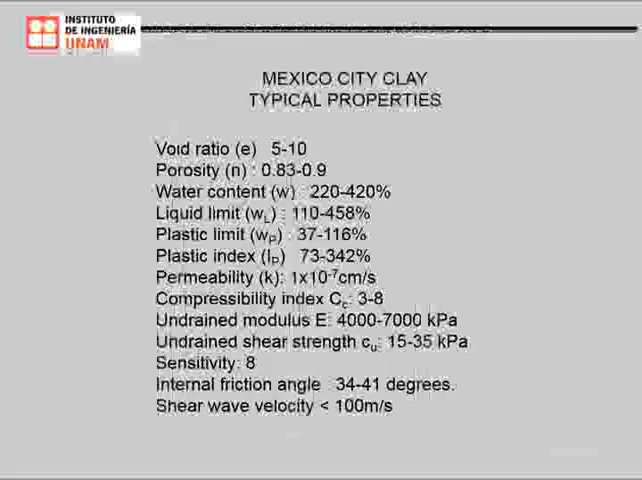 INSTITUTO
DE INGENIERÍA
UNAM
MEXICO CITY CLAY
TYPICAL PROPERTIES
Void ratio (e) 5-10
Porosity (n) : 0.83-0.9
Water content (w) : 220-420%
Liquid limit (wL) : 110-458%
Plastic limit (wP) : 37-116%
Plastic index (IP) 73-342%
Permeability (k): 1x10-7cm/s
Compressibility index Cc: 3-8
Undrained modulus E: 4000-7000 kPa
Undrained shear strength cu: 15-35 kPa
Sensitivity: 8
Internal friction angle : 34-41 degrees.
Shear wave velocity < 100m/s